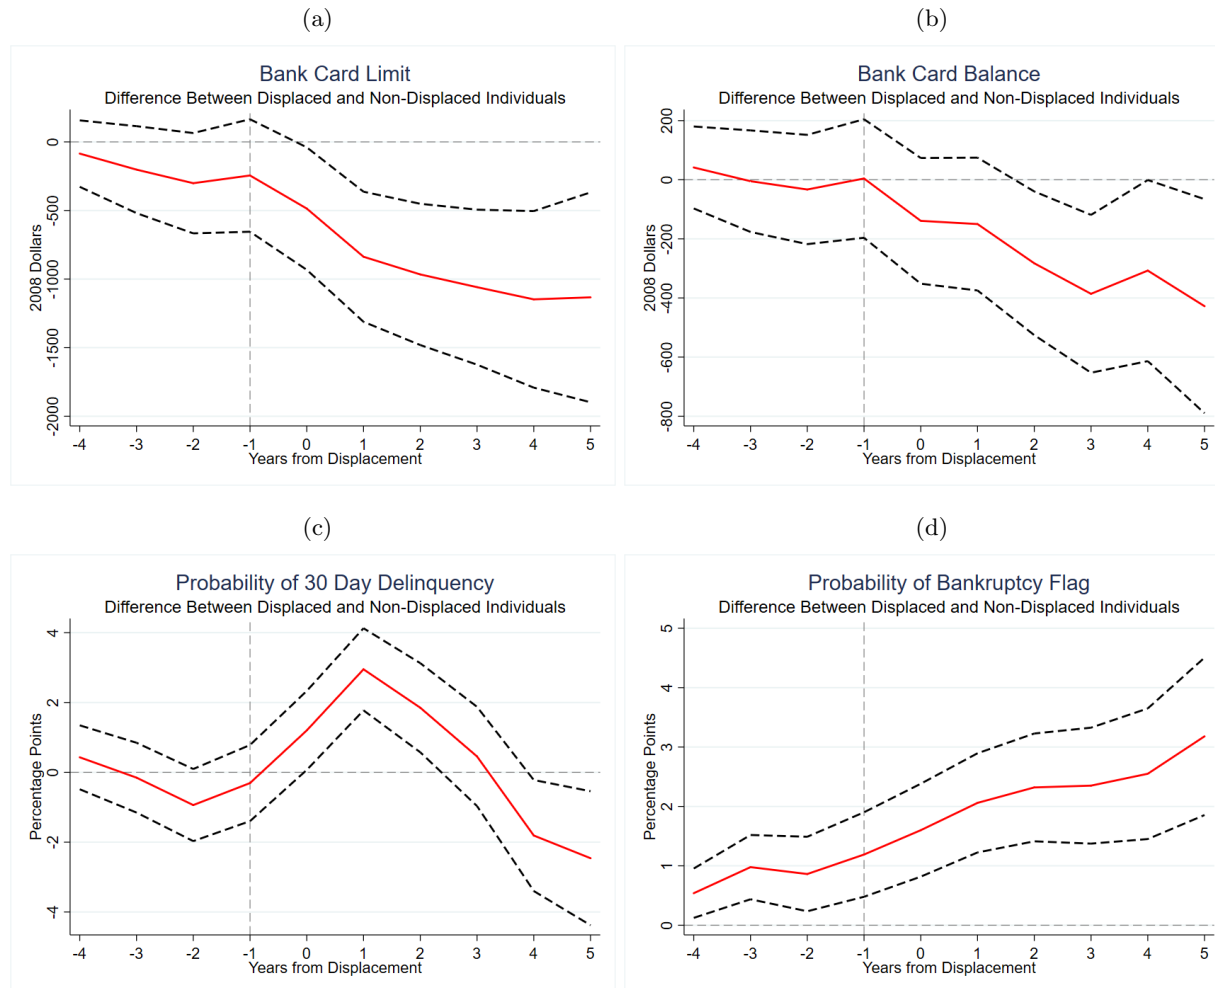 (a)
Bank Card Limit
Difference Between Displaced and Non-Displaced Individuals
2008 Dollars
0
-500
-1000
-1500
-2000
-4 -3 -2 -1 0 1 2 3 4 5
Years from Displacement
(b)
Bank Card Balance
Difference Between Displaced and Non-Displaced Individuals
2008 Dollars
200
0
-200
-400
-600
-800
-4 -3 -2 -1 0 1 2 3 4 5
Years from Displacement
(c)
Probability of 30 Day Delinquency
Difference Between Displaced and Non-Displaced Individuals
Percentage Points
4
2
0
-2
-4
-4 -3 -2 -1 0 1 2 3 4 5
Years from Displacement
(d)
Probability of Bankruptcy Flag
Difference Between Displaced and Non-Displaced Individuals
Percentage Points
5
4
3
2
1
0
-4 -3 -2 -1 0 1 2 3 4 5
Years from Displacement